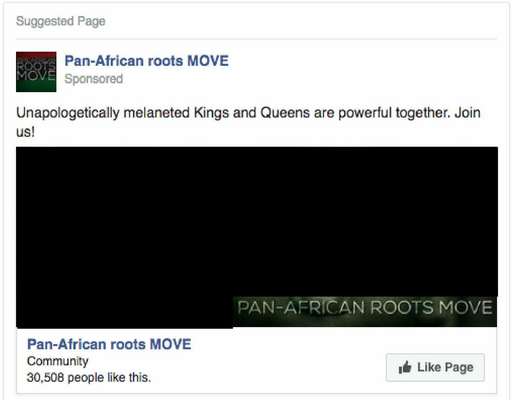 Suggested Page
ROOTS
MOVE
Pan-African roots MOVE
Sponsored
Unapologetically melaneted Kings and Queens are powerful together. Join
us!
PAN-AFRICAN ROOTS MOVE
Pan-African roots MOVE
Community
30,508 people like this.
Like Page